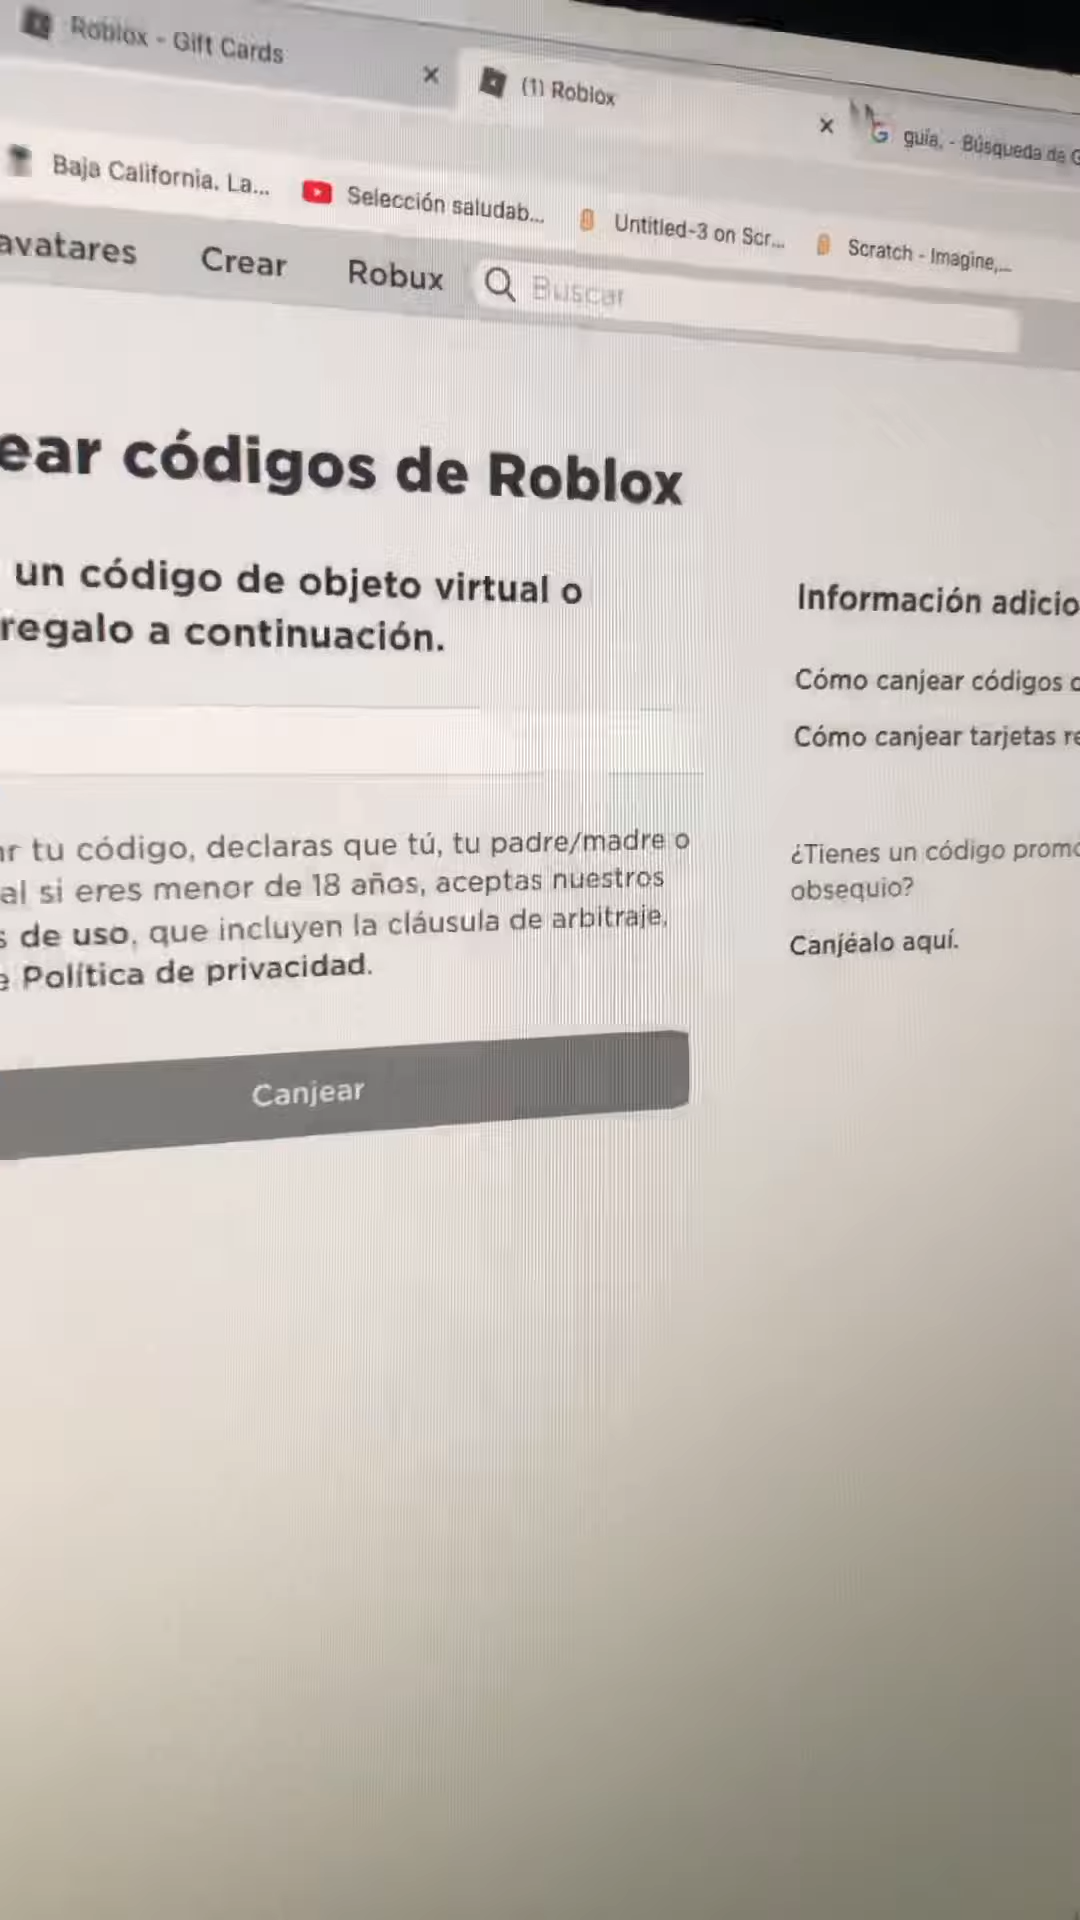 Roblox - Gift Cards
(1) Roblox
guía, - Búsqueda de G
Baja California. La...
Selección saludab...
Untitled-3 on Scr...
Scratch - Imagine,...
avatares
Crear
Robux
Buscar
ear códigos de Roblox
un código de objeto virtual o
regalo a continuación.
ar tu código, declaras que tú, tu padre/madre o
al si eres menor de 18 años, aceptas nuestros
s de uso, que incluyen la cláusula de arbitraje,
e Política de privacidad.
Canjear
Información adicio
Cómo canjear códigos d
Cómo canjear tarjetas re
¿Tienes un código promo
obsequio?
Canjéalo aquí.